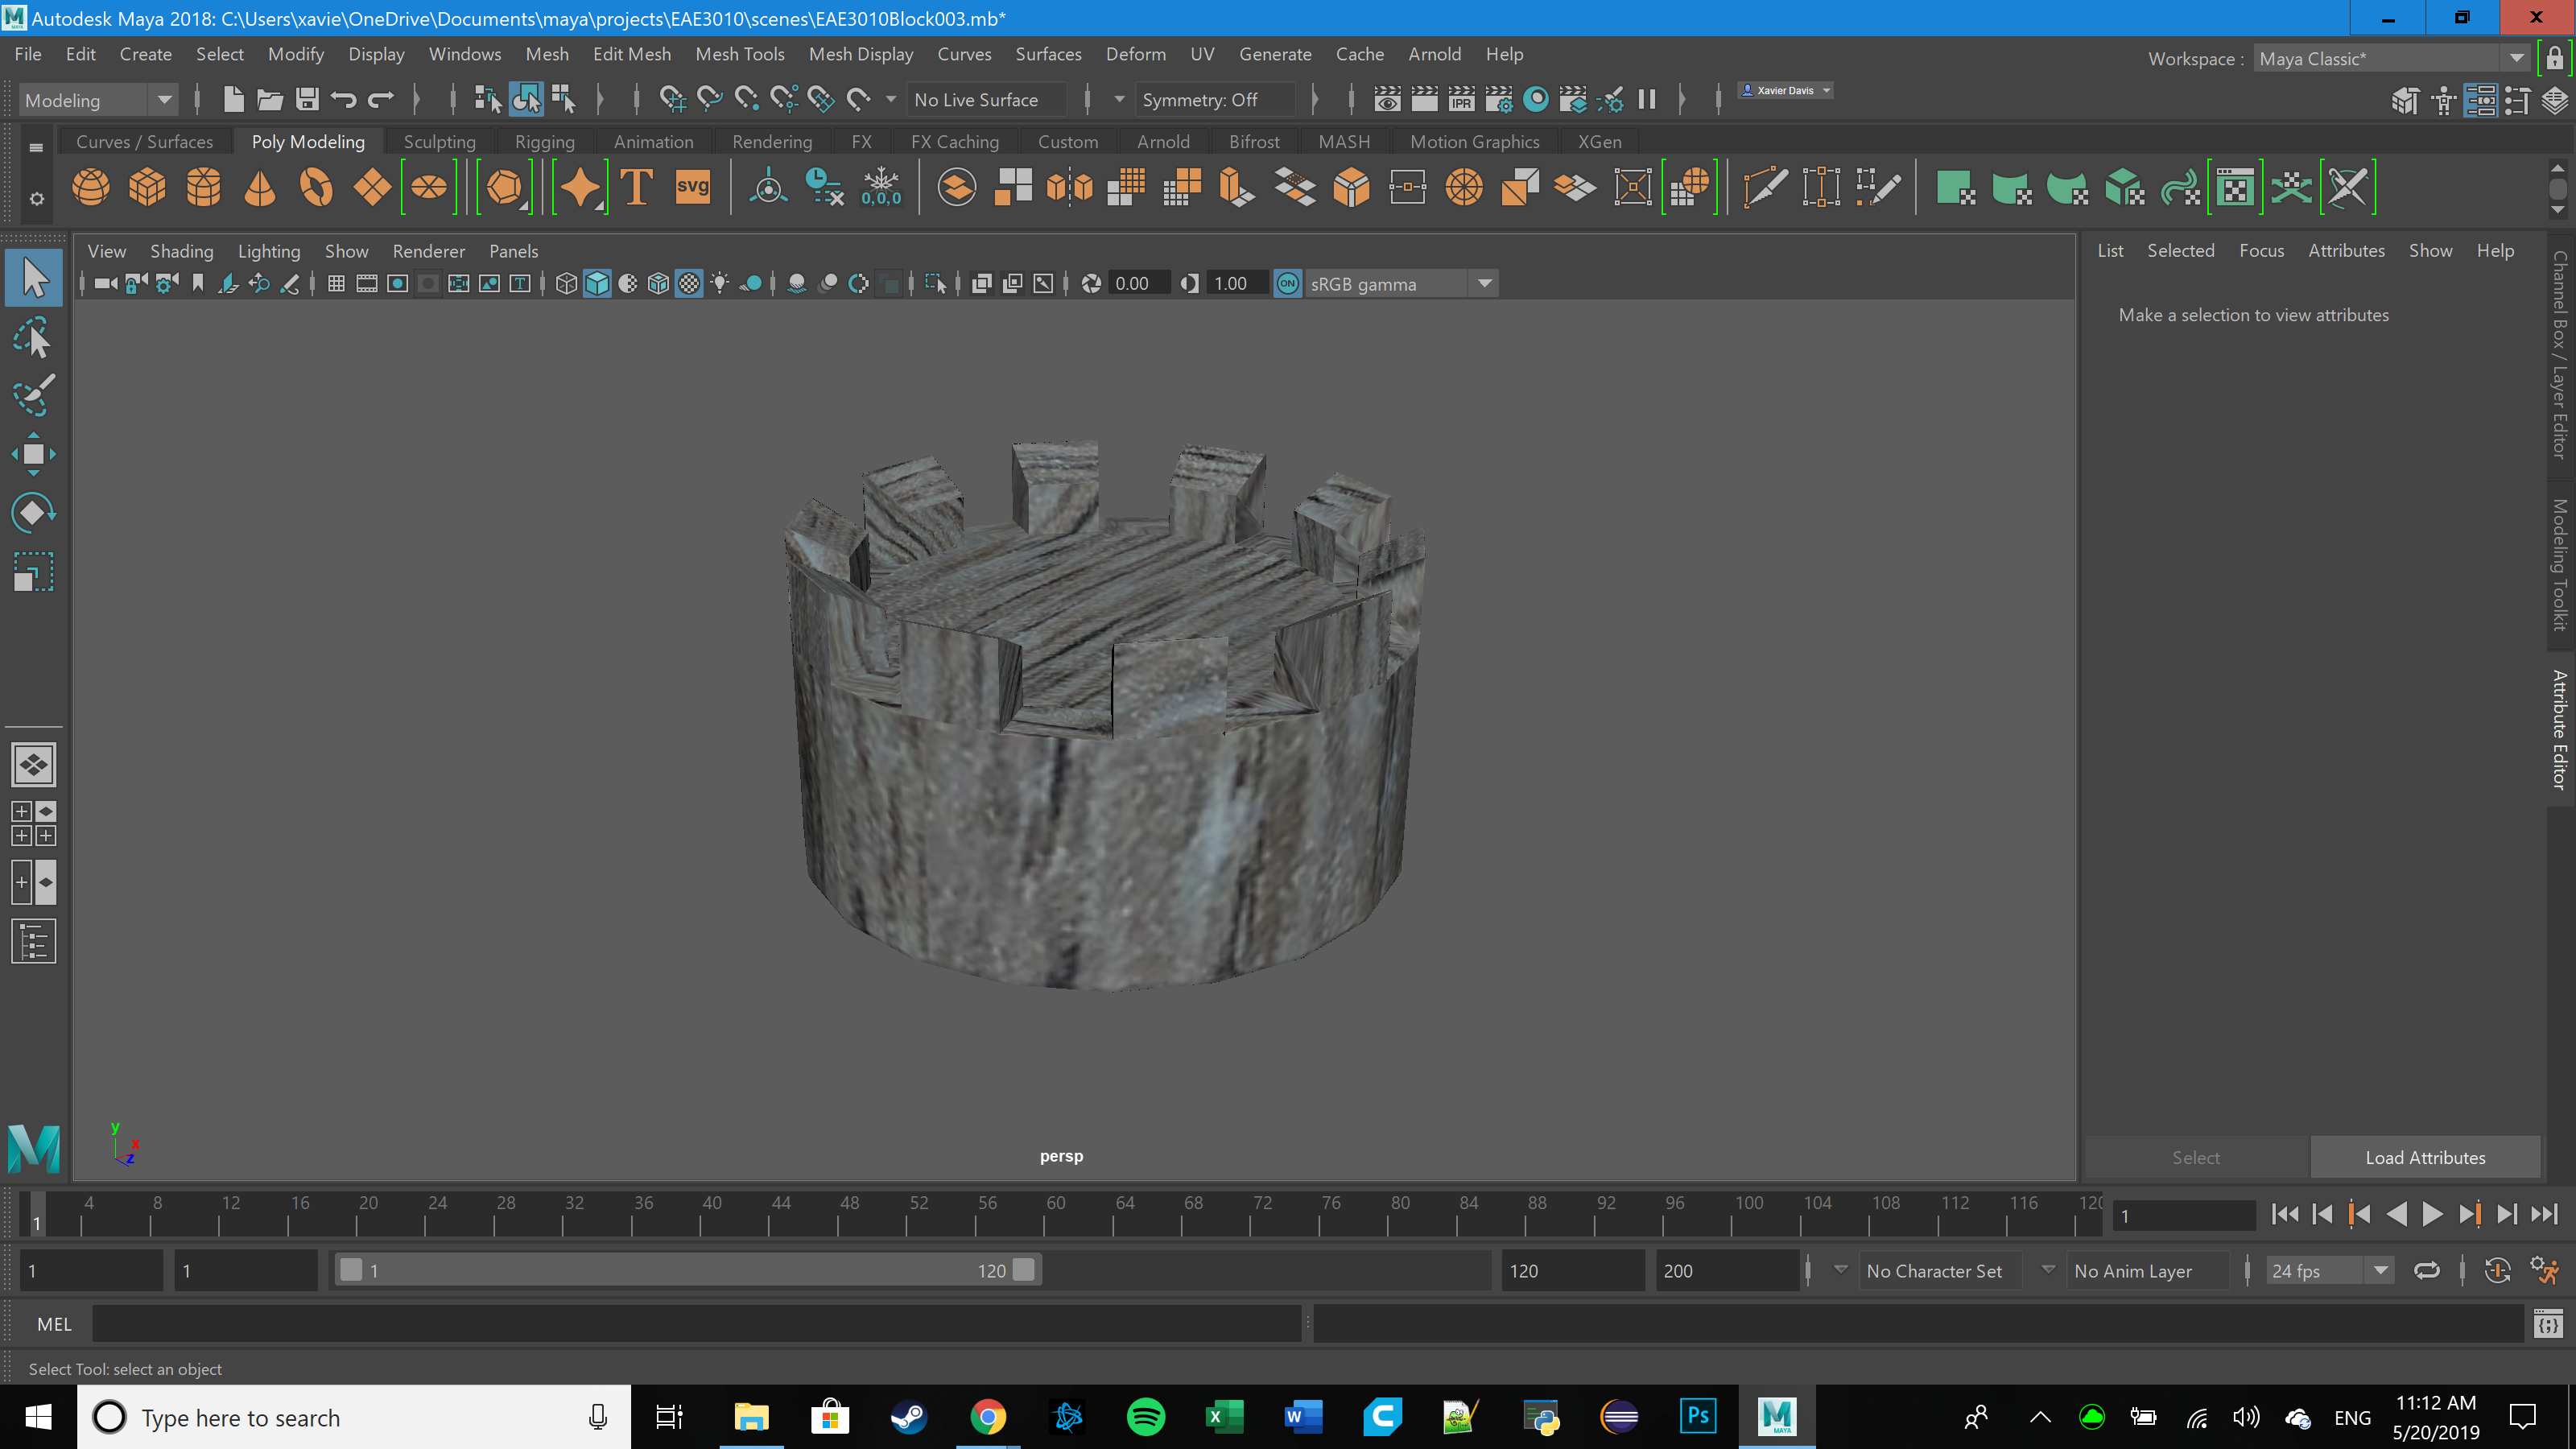 Autodesk Maya 2018: C:\Users\xavie\OneDrive\Documents\maya\projects\EAE3010\scenes\EAE3010Block003.mb*
File Edit Create Select Modify Display Windows Mesh Edit Mesh Mesh Tools Mesh Display Curves Surfaces Deform UV Generate Cache Arnold Help
Workspace : Maya Classic*
Modeling No Live Surface Symmetry: Off IPR Xavier Davis
Curves / Surfaces Poly Modeling Sculpting Rigging Animation Rendering FX FX Caching Custom Arnold Bifrost MASH Motion Graphics XGen
T svg 0,0,0
View Shading Lighting Show Renderer Panels
0.00 1.00 ON sRGB gamma
List Selected Focus Attributes Show Help
Make a selection to view attributes
Channel Box / Layer Editor
Modeling Toolkit
Attribute Editor
y
x
z
persp
Select Load Attributes
4 8 12 16 20 24 28 32 36 40 44 48 52 56 60 64 68 72 76 80 84 88 92 96 100 104 108 112 116 120
1 1
1 1 1 120 120 200 No Character Set No Anim Layer 24 fps
MEL
Select Tool: select an object
Type here to search
Ps
MAYA
ENG
11:12 AM
5/20/2019